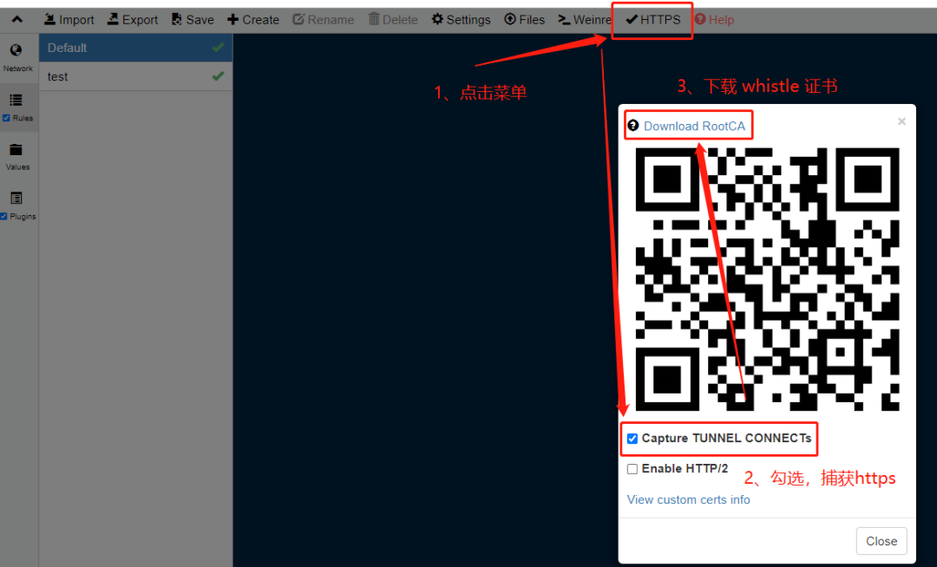 Import Export Save Create Rename Delete Settings Files Weinre HTTPS Help
Network
Rules
Values
Plugins
Default
test
1、点击菜单
3、下载 whistle 证书
Download RootCA
×
Capture TUNNEL CONNECTs
Enable HTTP/2
2、勾选，捕获https
View custom certs info
Close